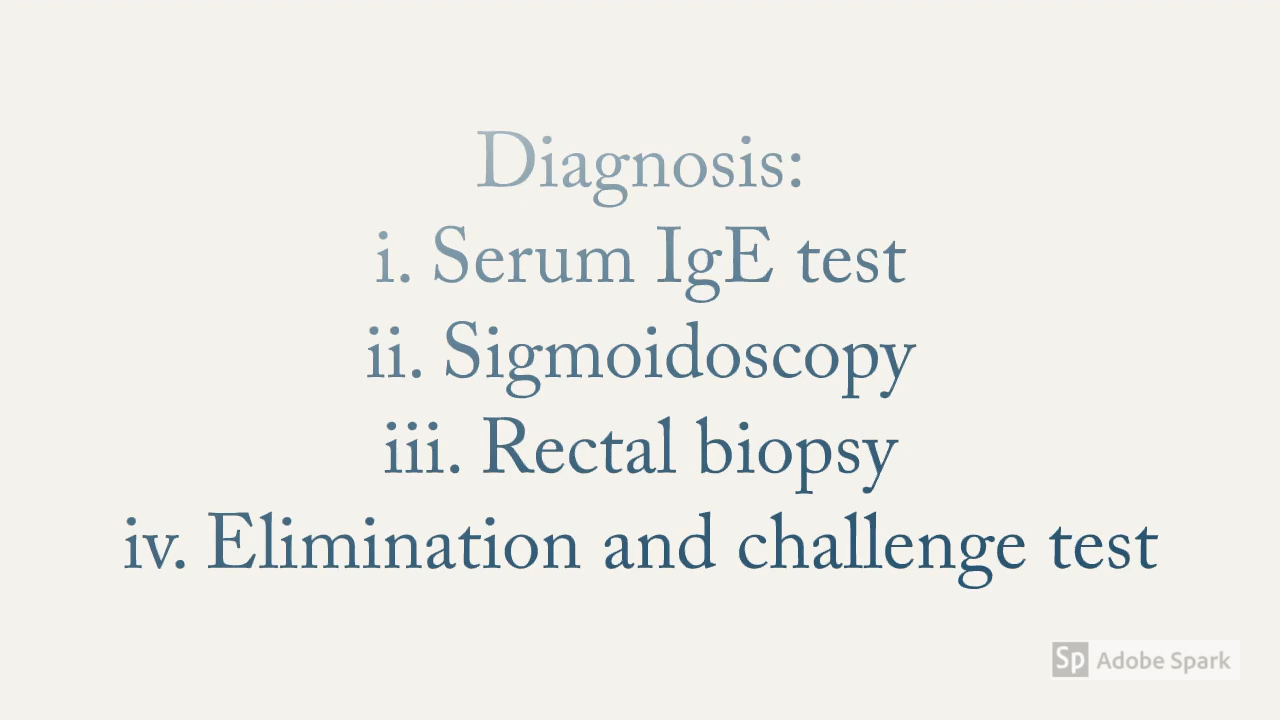 Diagnosis:
i. Serum IgE test
ii. Sigmoidoscopy
iii. Rectal biopsy
iv. Elimination and challenge test
Sp Adobe Spark